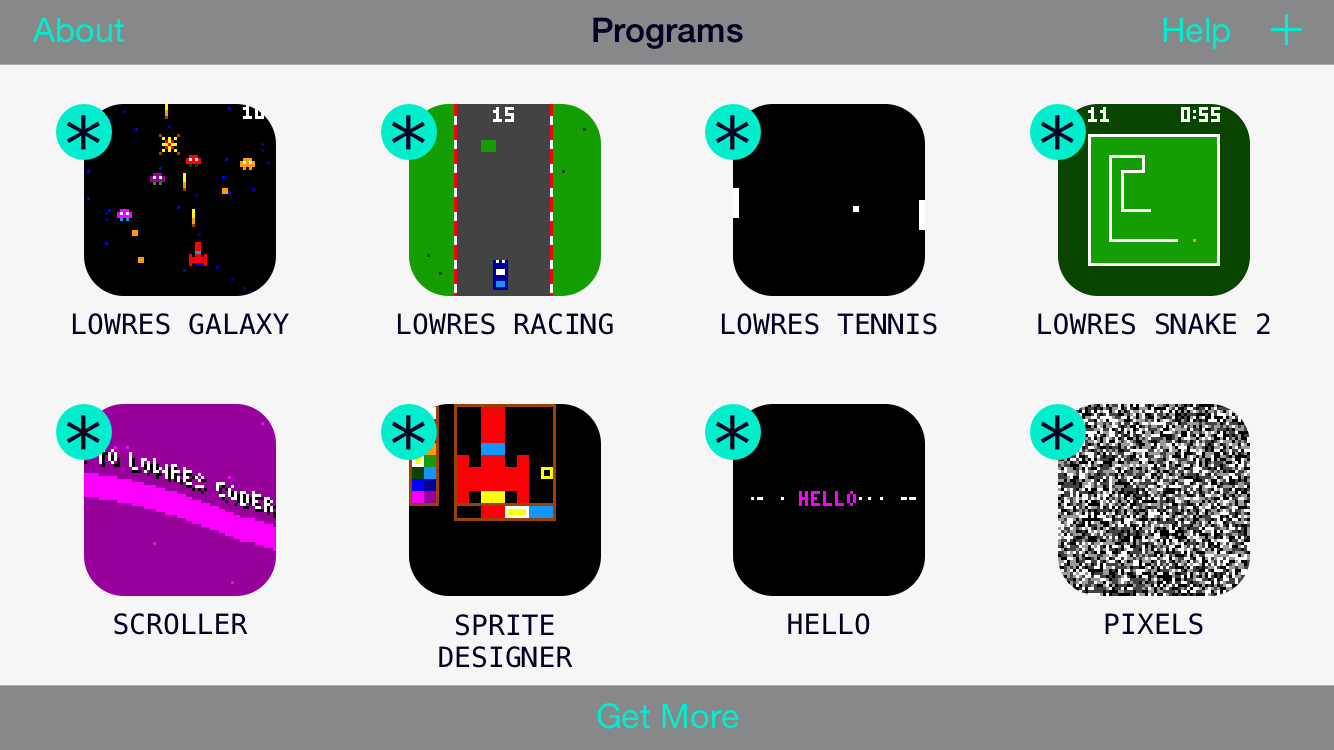 About
Programs
Help
15
11
0:55
LOWRES GALAXY
LOWRES RACING
LOWRES TENNIS
LOWRES SNAKE 2
TO LOWRES CODER
HELLO
SCROLLER
SPRITE
DESIGNER
HELLO
PIXELS
Get More